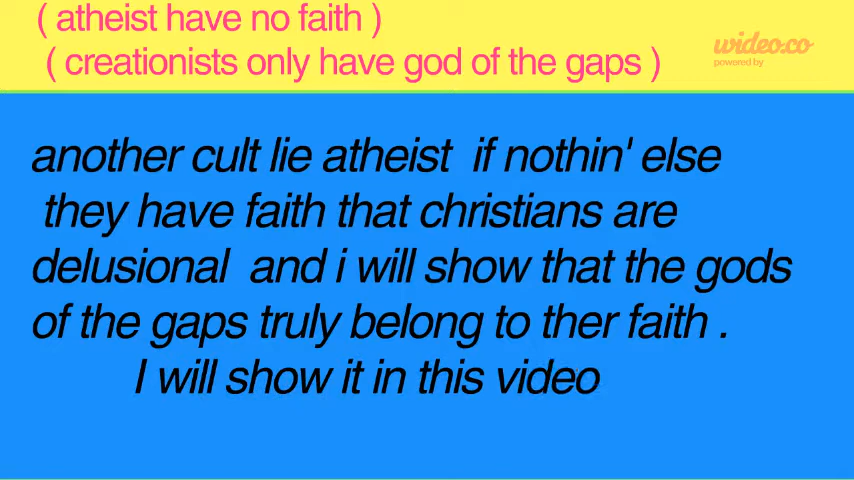 ( atheist have no faith )
( creationists only have god of the gaps )
wideo.co
powered by
another cult lie atheist if nothin' else
they have faith that christians are
delusional and i will show that the gods
of the gaps truly belong to ther faith .
I will show it in this video